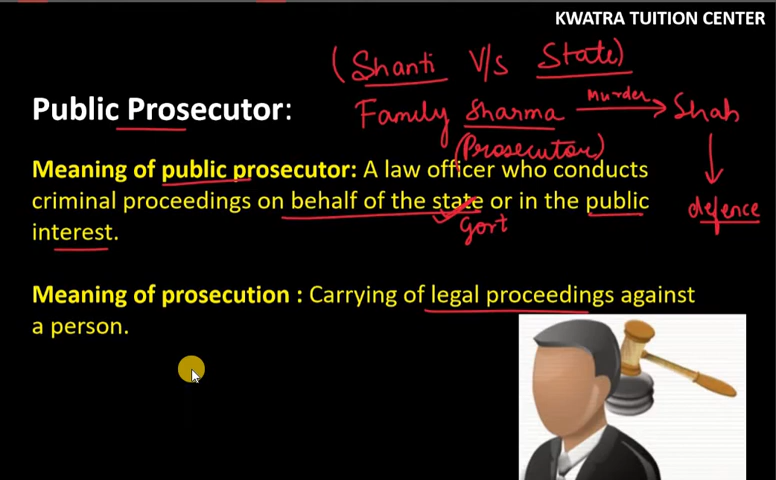 KWATRA TUITION CENTER
(Shanti V/s State)
Public Prosecutor:
Family Sharma murder Shah
(Prosecutor)
Meaning of public prosecutor: A law officer who conducts
criminal proceedings on behalf of the state or in the public
defence
interest.
Govt
Meaning of prosecution : Carrying of legal proceedings against
a person.